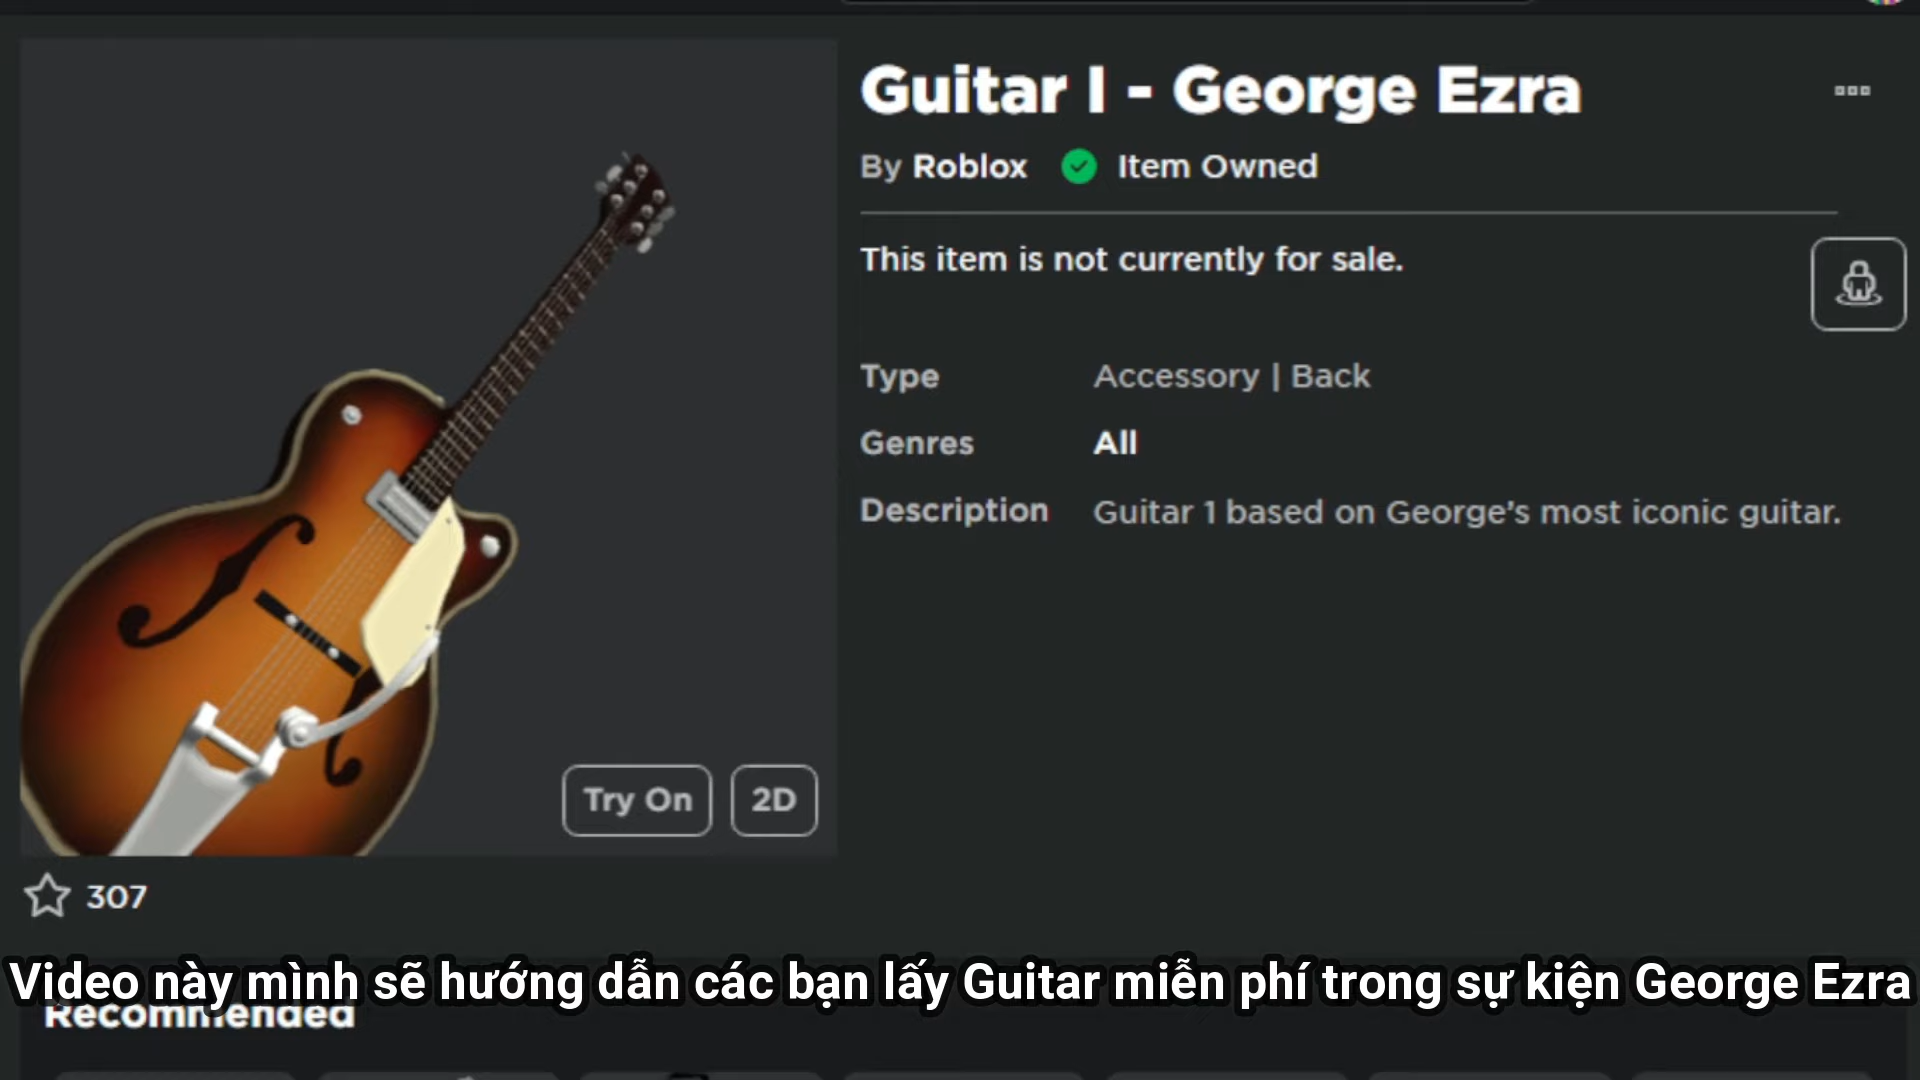 Guitar I - George Ezra
By Roblox Item Owned
This item is not currently for sale.
Type Accessory | Back
Genres All
Description Guitar 1 based on George's most iconic guitar.
Try On 2D
307
Video này mình sẽ hướng dẫn các bạn lấy Guitar miễn phí trong sự kiện George Ezra
Recommended